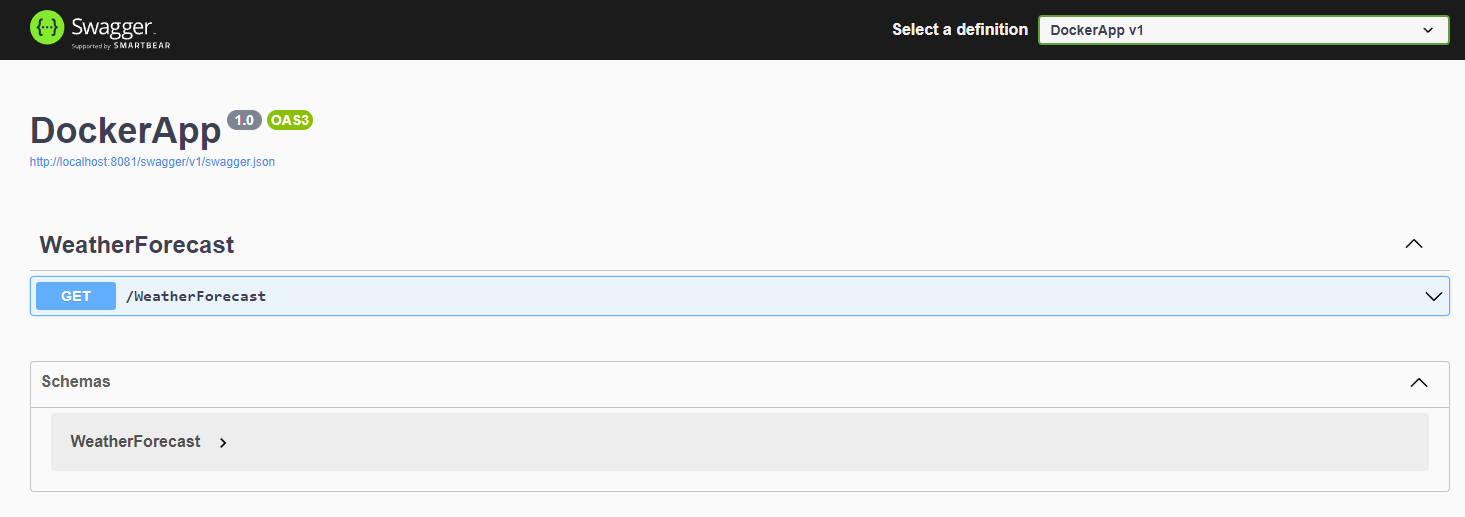 {···} Swagger
Supported by SMARTBEAR
Select a definition
DockerApp v1
DockerApp 1.0 OAS3
http://localhost:8081/swagger/v1/swagger.json
WeatherForecast
GET /WeatherForecast
Schemas
WeatherForecast